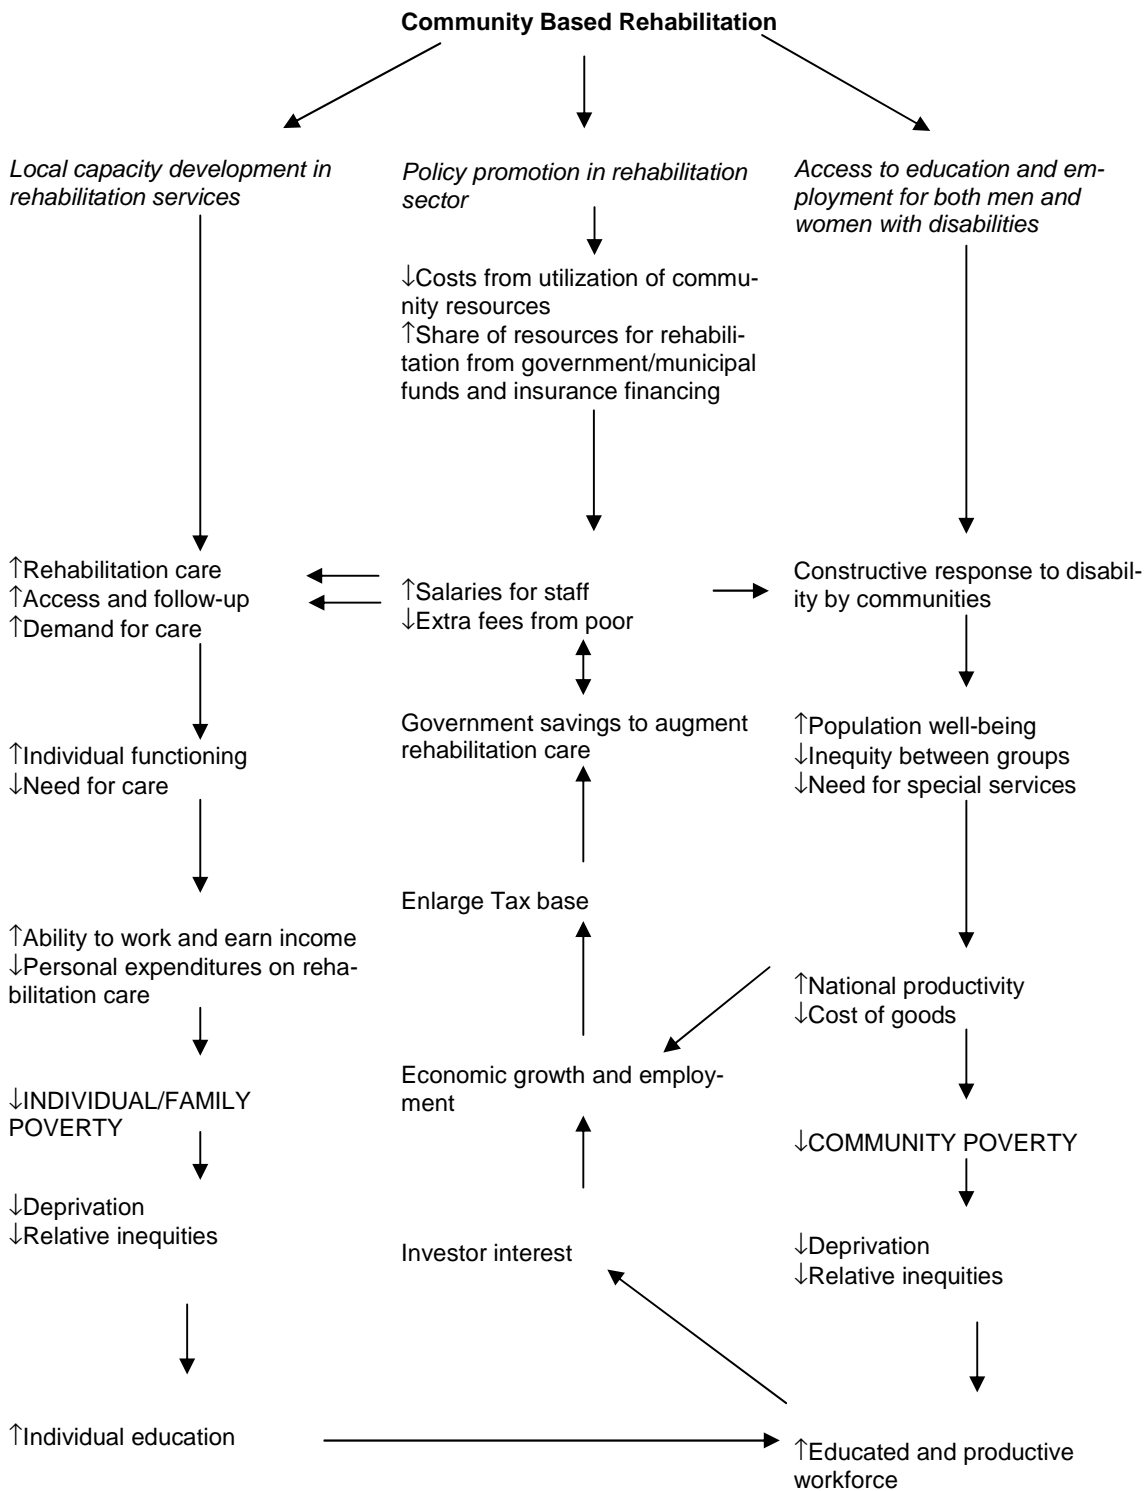 Community Based Rehabilitation
Local capacity development in
rehabilitation services
Policy promotion in rehabilitation
sector
Access to education and em-
ployment for both men and
women with disabilities
↓Costs from utilization of commu-
nity resources
↑Share of resources for rehabili-
tation from government/municipal
funds and insurance financing
↑Rehabilitation care
↑Access and follow-up
↑Demand for care
↑Salaries for staff
↓Extra fees from poor
Constructive response to disabil-
ity by communities
↑Individual functioning
↓Need for care
Government savings to augment
rehabilitation care
↑Population well-being
↓Inequity between groups
↓Need for special services
Enlarge Tax base
↑Ability to work and earn income
↓Personal expenditures on reha-
bilitation care
↑National productivity
↓Cost of goods
Economic growth and employ-
ment
↓INDIVIDUAL/FAMILY
POVERTY
↓COMMUNITY POVERTY
↓Deprivation
↓Relative inequities
Investor interest
↓Deprivation
↓Relative inequities
↑Individual education
↑Educated and productive
workforce